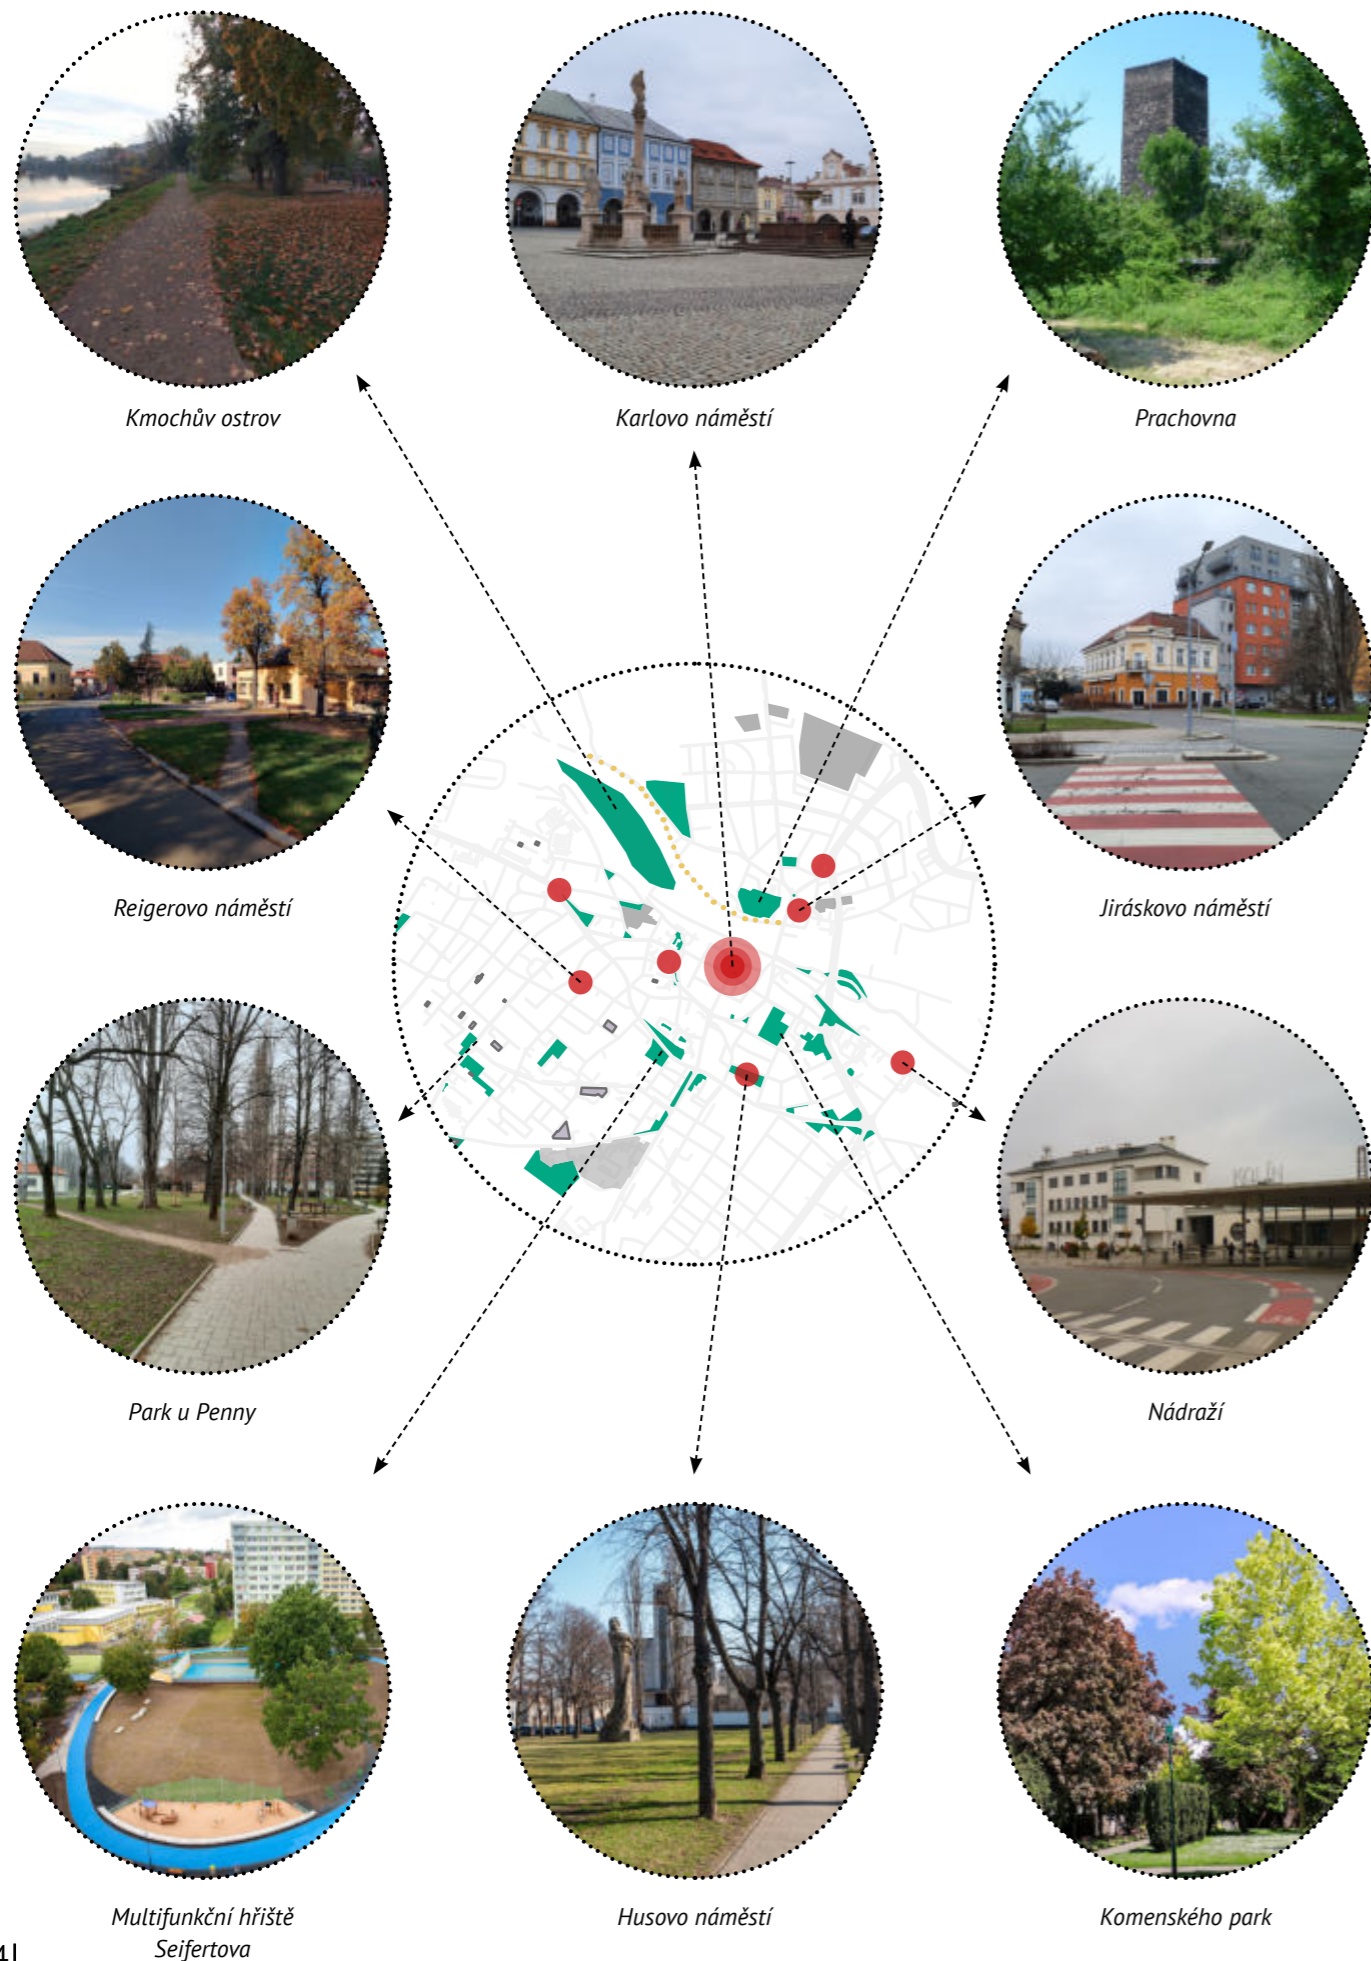 Kmochův ostrov
Karlovo náměstí
Prachovna
Reigerovo náměstí
Jiráskovo náměstí
KOLÍN
Park u Penny
Nádraží
Multifunkční hřiště
Seifertova
Husovo náměstí
Komenského park